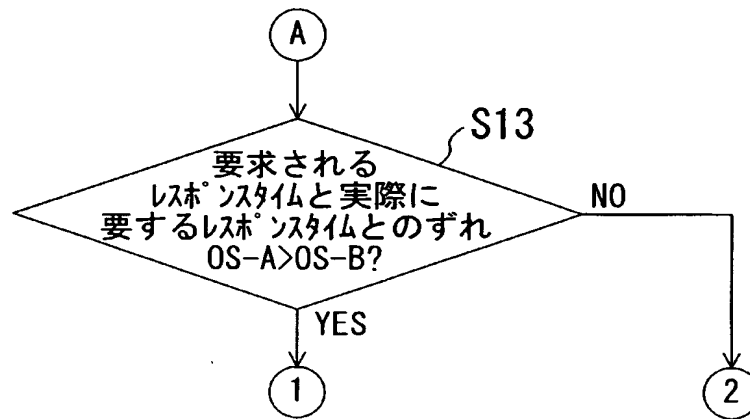 A
S13
要求される
ﾚｽﾎﾟﾝｽﾀｲﾑと実際に
要するﾚｽﾎﾟﾝｽﾀｲﾑとのずれ
OS-A>OS-B?
NO
YES
1
2